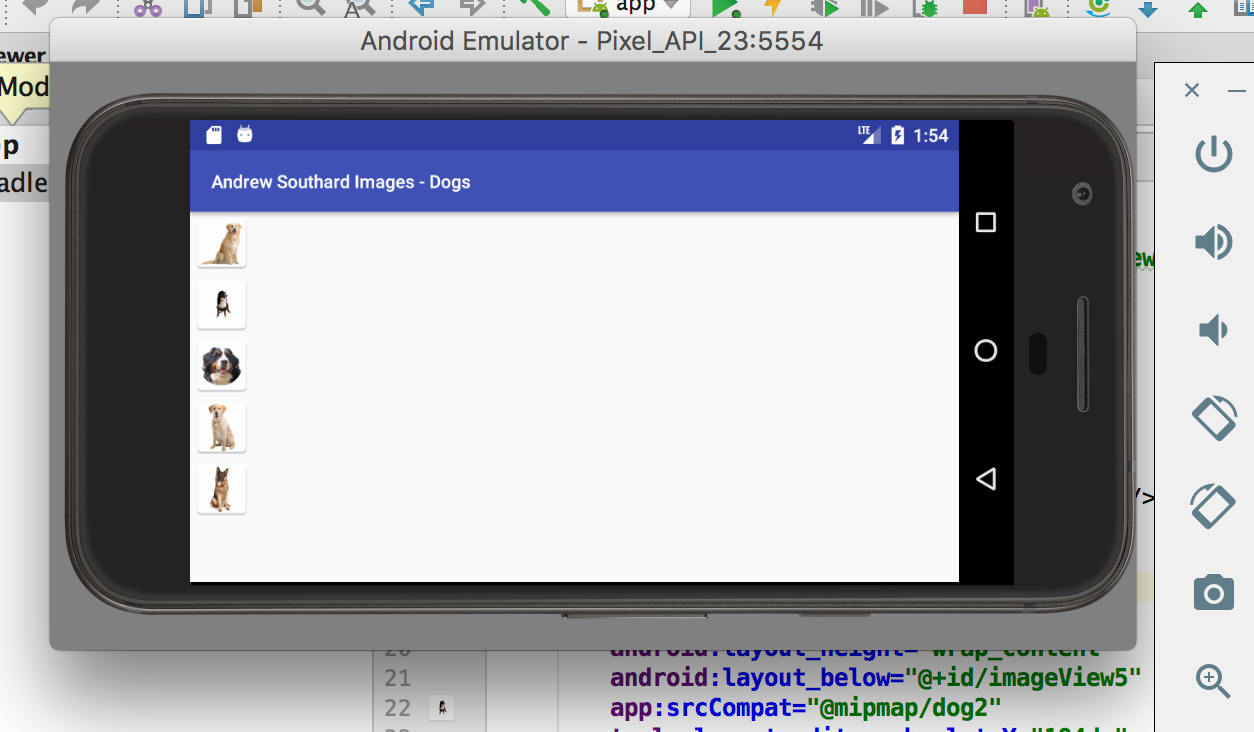 app
Android Emulator - Pixel_API_23:5554
ewer
Mod
LTE 1:54
p
adle
Andrew Southard Images - Dogs
ew
/>
20 android:layout_height="wrap_content"
21 android:layout_below="@+id/imageView5"
22 app:srcCompat="@mipmap/dog2"